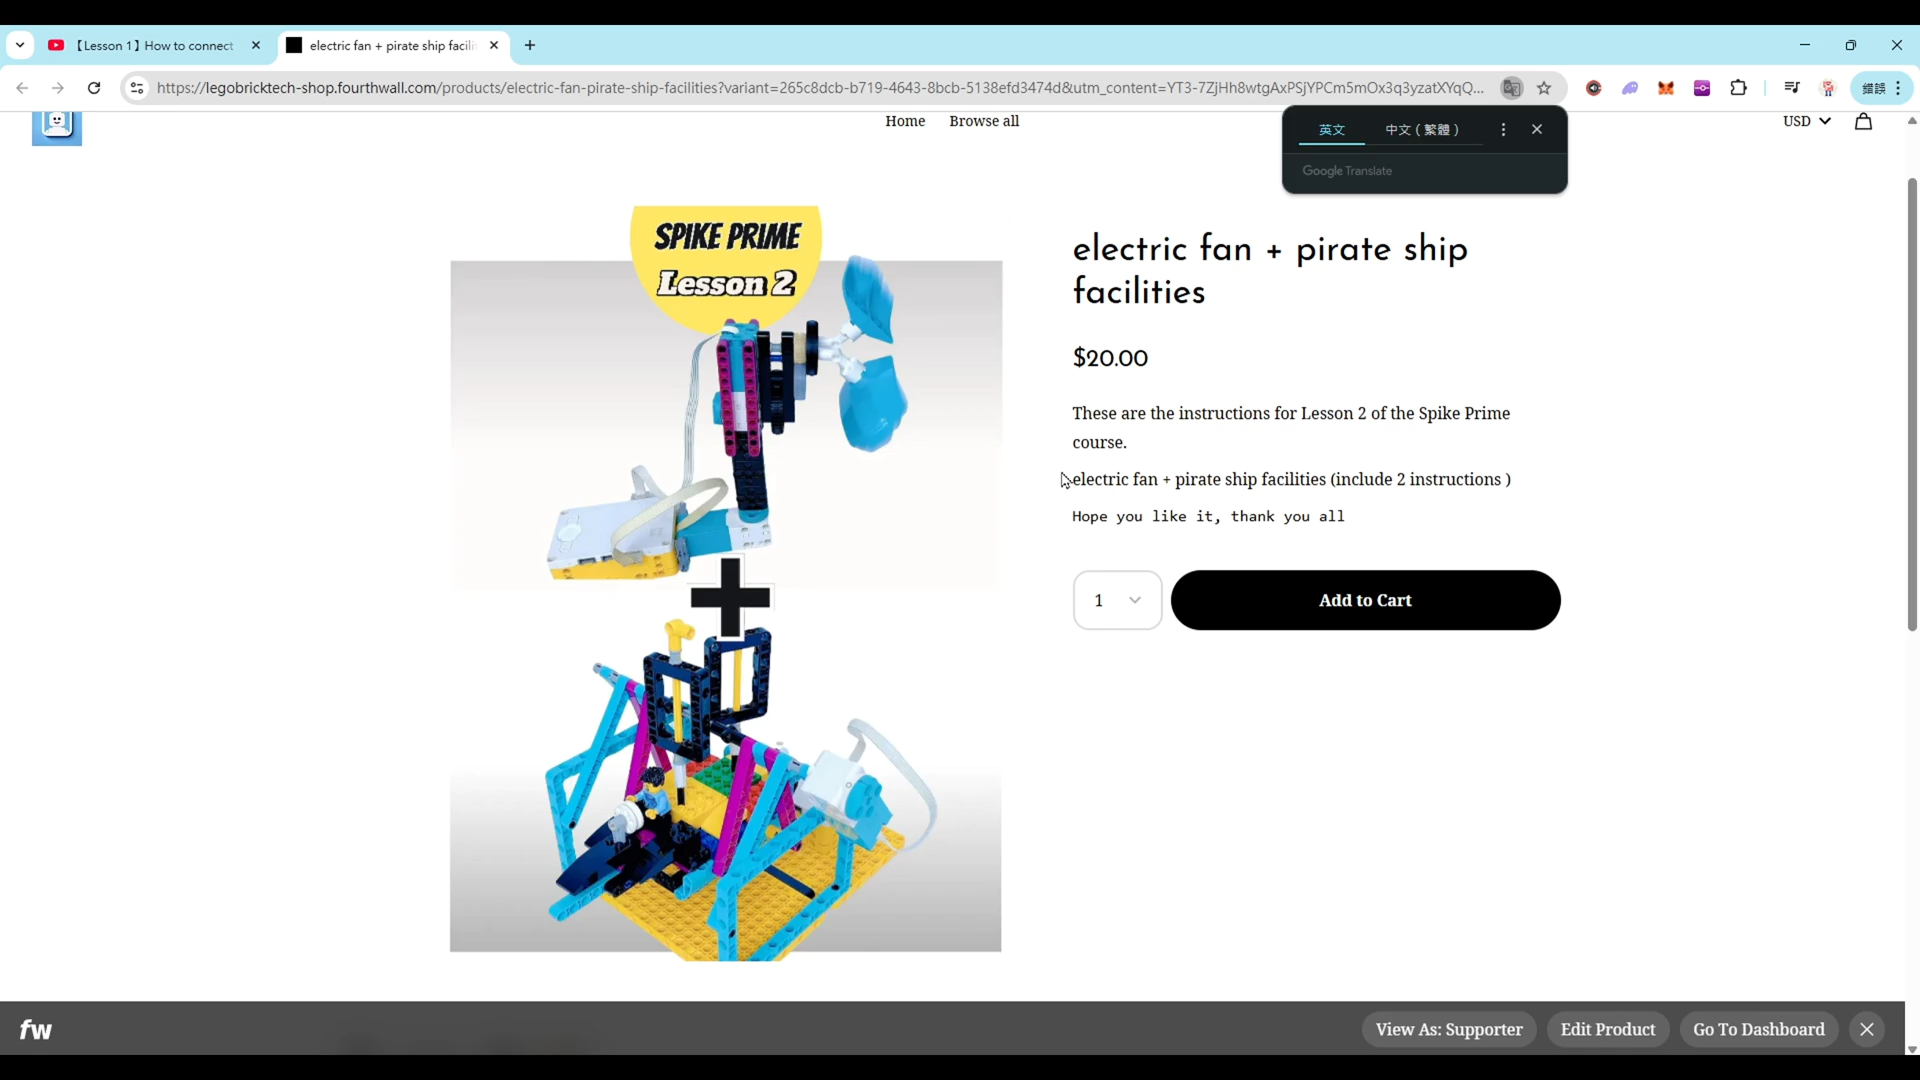 【Lesson 1】How to connect
electric fan + pirate ship facili
https://legobricktech-shop.fourthwall.com/products/electric-fan-pirate-ship-facilities?variant=265c8dcb-b719-4643-8bcb-5138efd3474d&utm_content=YT3-7ZjHh8wtgAxPSjYPCm5mOx3q3yzatXYqQ...
錯誤
Home Browse all
英文 中文（繁體）
USD
Google Translate
SPIKE PRIME
Lesson 2
electric fan + pirate ship
facilities
$20.00
These are the instructions for Lesson 2 of the Spike Prime
course.
electric fan + pirate ship facilities (include 2 instructions )
Hope you like it, thank you all
1 Add to Cart
fw View As: Supporter Edit Product Go To Dashboard